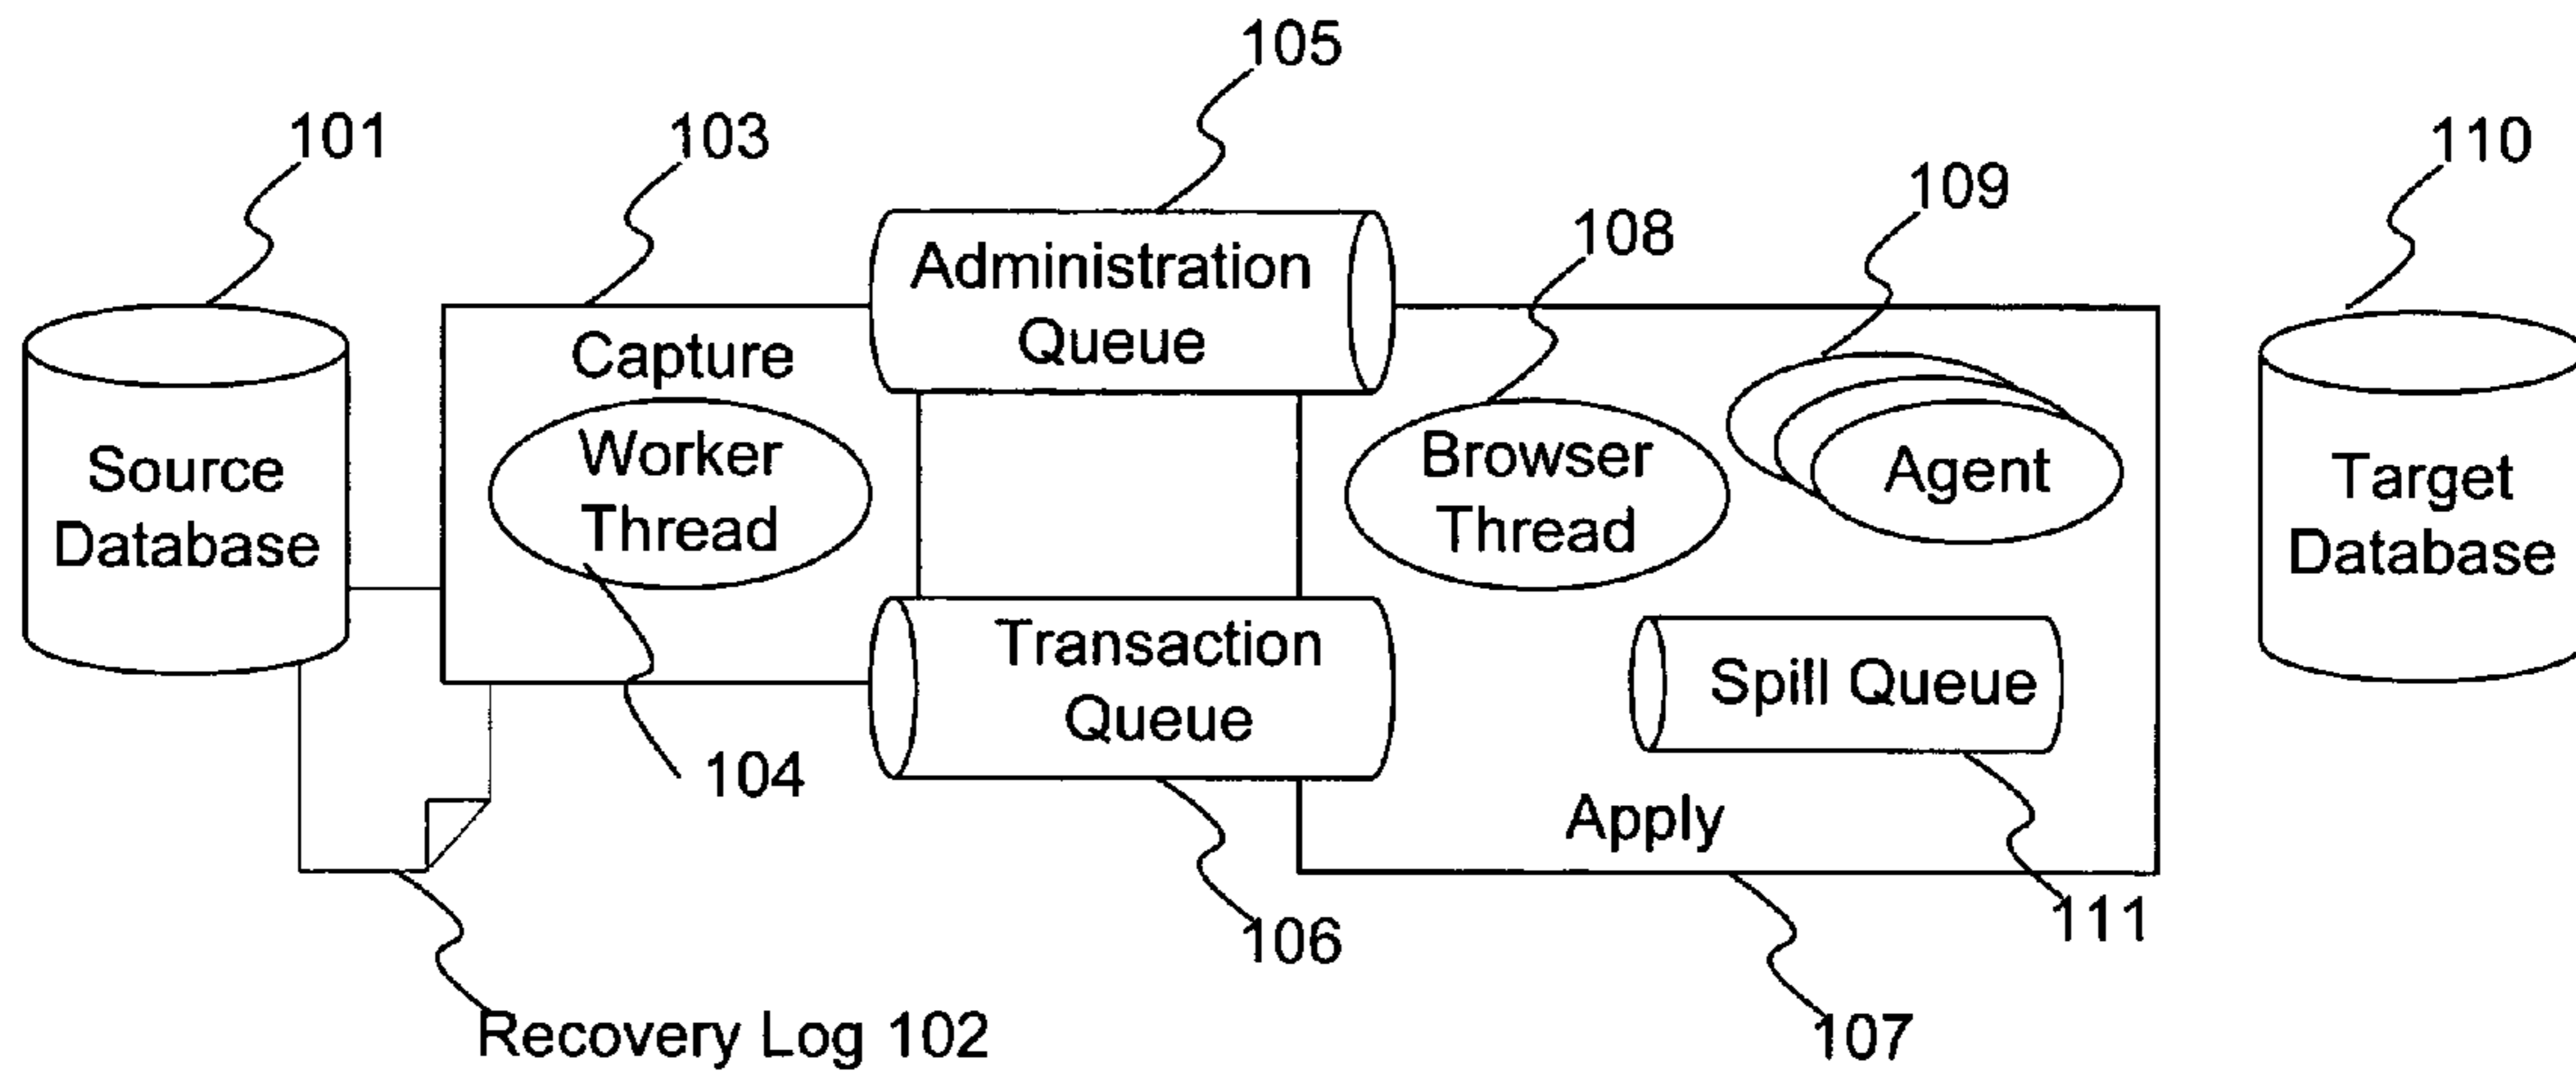 105
101
103
110
109
108
Administration
Queue
Capture
Worker
Thread
Source
Database
Browser
Thread
Agent
Target
Database
Transaction
Queue
Spill Queue
104
Apply
106
111
Recovery Log 102
107